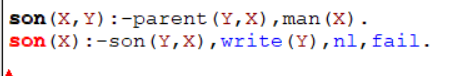 son(X,Y):-parent(Y,X),man(X).
son(X):-son(Y,X),write(Y),nl,fail.